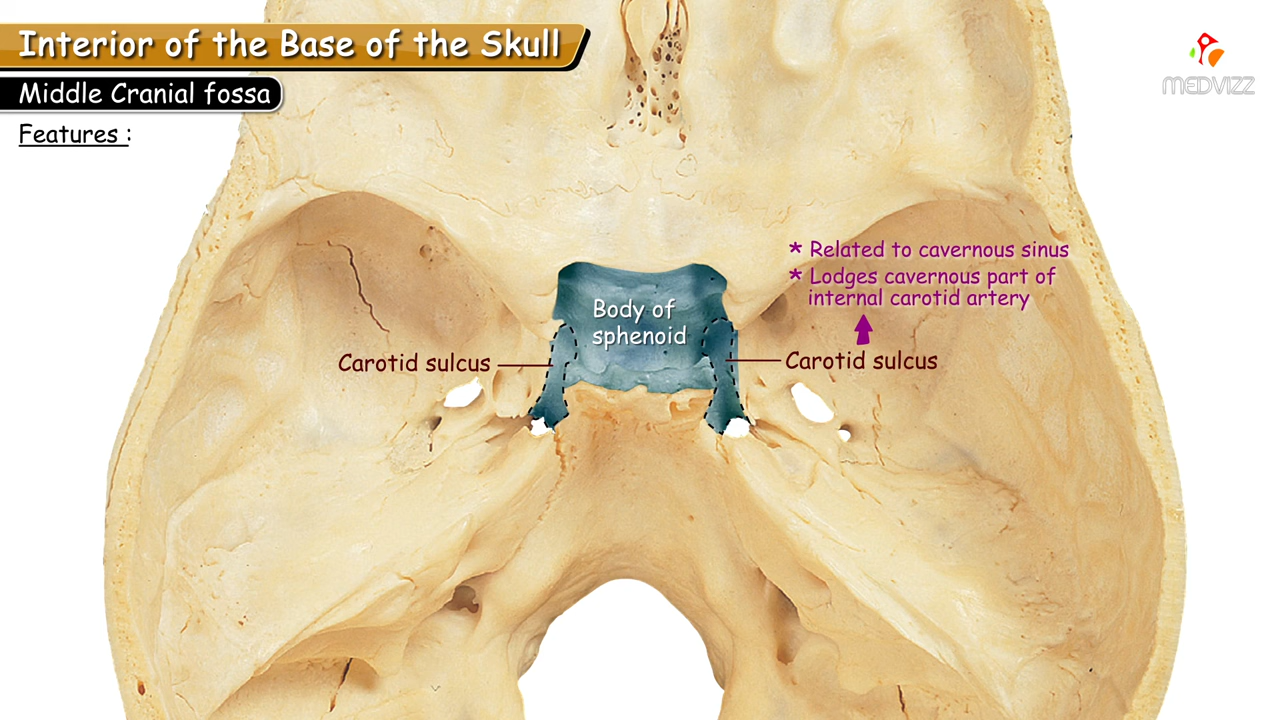 Interior of the Base of the Skull
MEDVIZZ
Middle Cranial fossa
Features :
* Related to cavernous sinus
* Lodges cavernous part of
internal carotid artery
Body of
sphenoid
Carotid sulcus
Carotid sulcus